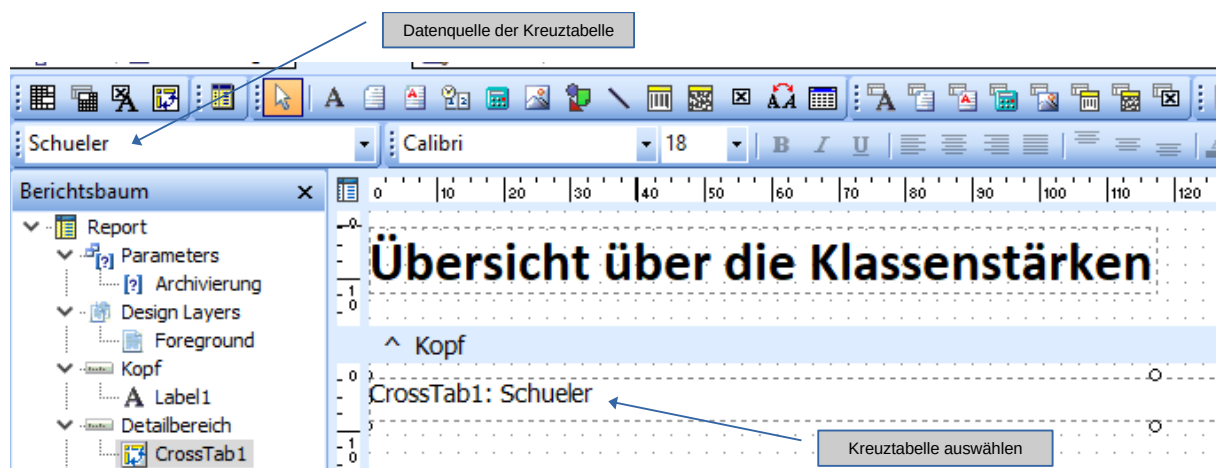 Datenquelle der Kreuztabelle
Schueler
Calibri
18
B I U
Berichtsbaum
0 10 20 30 40 50 60 70 80 90 100 110 120
Report
Parameters
[?] Archivierung
Design Layers
Foreground
Kopf
A Label1
Detailbereich
CrossTab1
Übersicht über die Klassenstärken
^ Kopf
CrossTab1: Schueler
Kreuztabelle auswählen